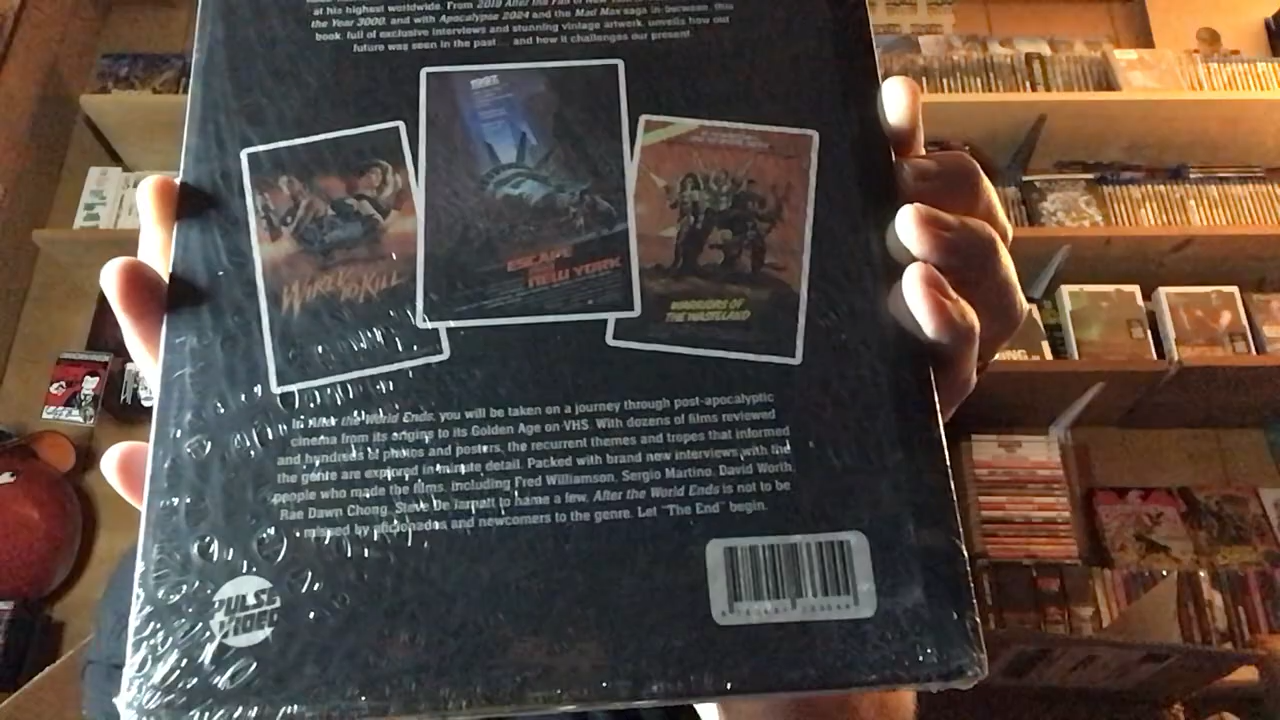 at his highest worldwide. From 2019 After the Fall of New York to
the Year 3000, and with Apocalypse 2024 and the Mad Max saga in-between, this
book, full of exclusive interviews and stunning vintage artwork, unveils how our
future was seen in the past... and how it challenges our present.
1997.
ESCAPE
FROM
NEW YORK
WIRED TO KILL
WARRIORS OF
THE WASTELAND
In After the World Ends, you will be taken on a journey through post-apocalyptic
cinema from its origins to its Golden Age on VHS. With dozens of films reviewed
and hundreds of photos and posters, the recurrent themes and tropes that informed
the genre are explored in minute detail. Packed with brand new interviews with the
people who made the films, including Fred Williamson, Sergio Martino, David Worth,
Rae Dawn Chong, Steve De Jarnatt to name a few, After the World Ends is not to be
missed by aficionados and newcomers to the genre. Let "The End" begin.
PULSE
VIDEO